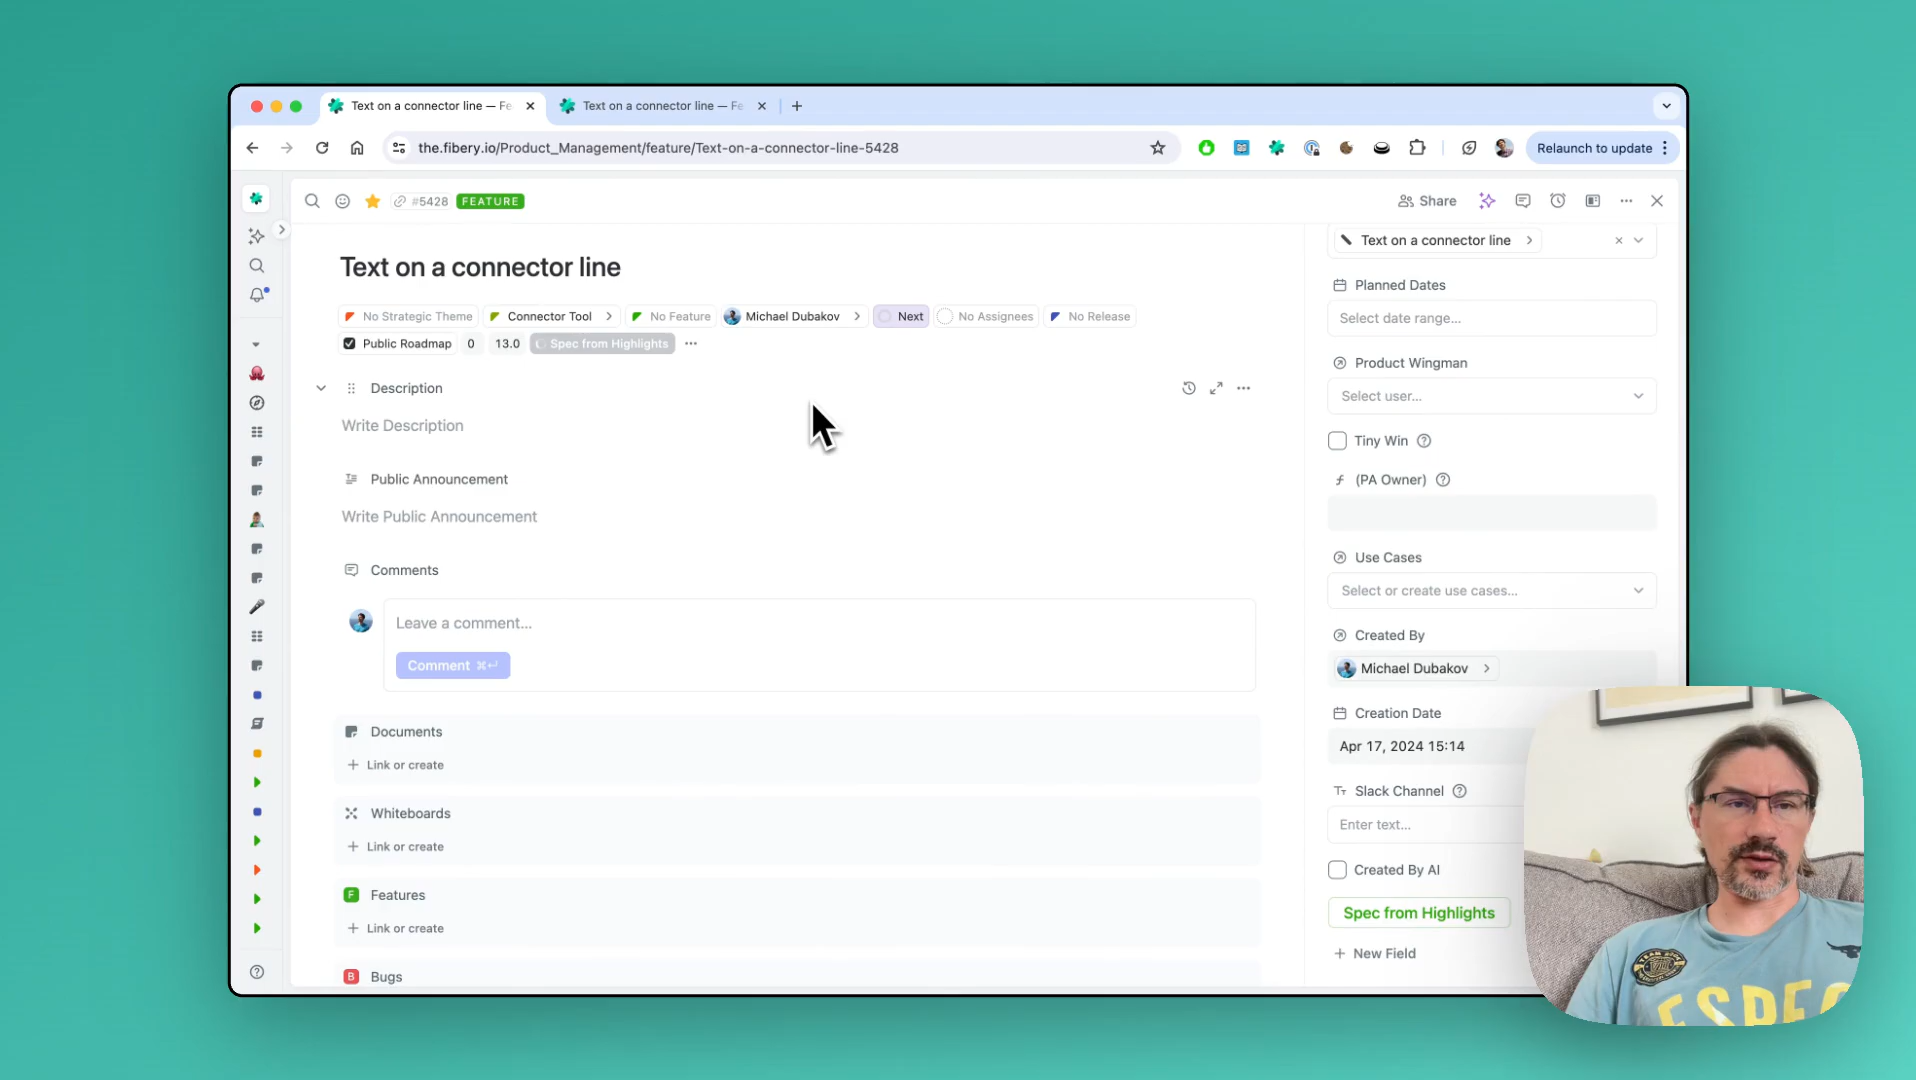 Text on a connector line — Fe
Text on a connector line — Fe
the.fibery.io/Product_Management/feature/Text-on-a-connector-line-5428
Relaunch to update
#5428
FEATURE
Share
Text on a connector line
No Strategic Theme
Connector Tool
No Feature
Michael Dubakov
Next
No Assignees
No Release
Public Roadmap
0
13.0
Spec from Highlights
Description
Write Description
Public Announcement
Write Public Announcement
Comments
Leave a comment...
Comment ⌘↵
Documents
+ Link or create
Whiteboards
+ Link or create
F Features
+ Link or create
B Bugs
Text on a connector line
Planned Dates
Select date range...
Product Wingman
Select user...
Tiny Win
(PA Owner)
Use Cases
Select or create use cases...
Created By
Michael Dubakov
Creation Date
Apr 17, 2024 15:14
Slack Channel
Enter text...
Created By AI
Spec from Highlights
+ New Field